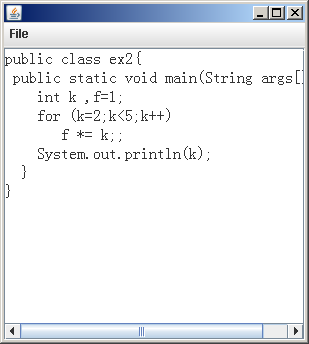 File
public class ex2{
public static void main(String args[]
int k ,f=1;
for (k=2;k<5;k++)
f *= k;;
System.out.println(k);
}
}